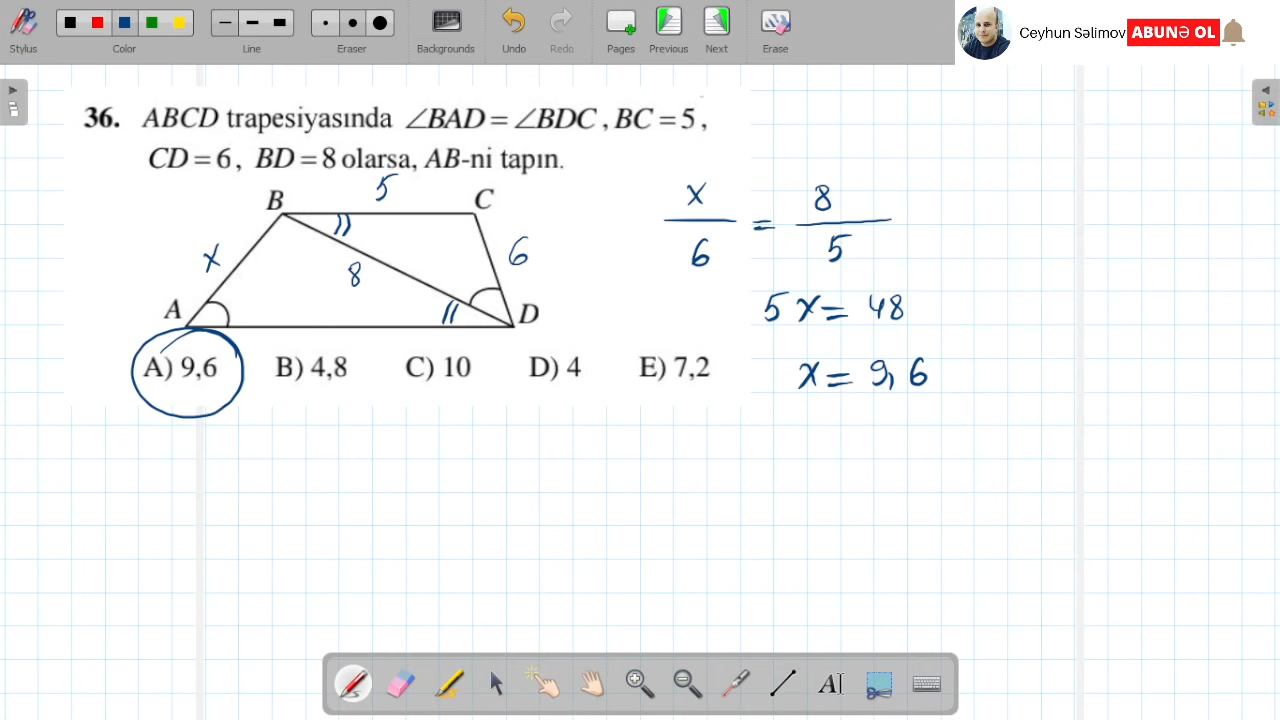 Stylus Color Line Eraser Backgrounds Undo Redo Pages Previous Next Erase
Ceyhun Səlimov ABUNƏ OL
36. ABCD trapesiyasında ∠BAD = ∠BDC, BC = 5,
CD = 6, BD = 8 olarsa, AB-ni tapın.
5
B C
x 8 6
A D
A) 9,6 B) 4,8 C) 10 D) 4 E) 7,2
x/6 = 8/5
5x = 48
x = 9,6